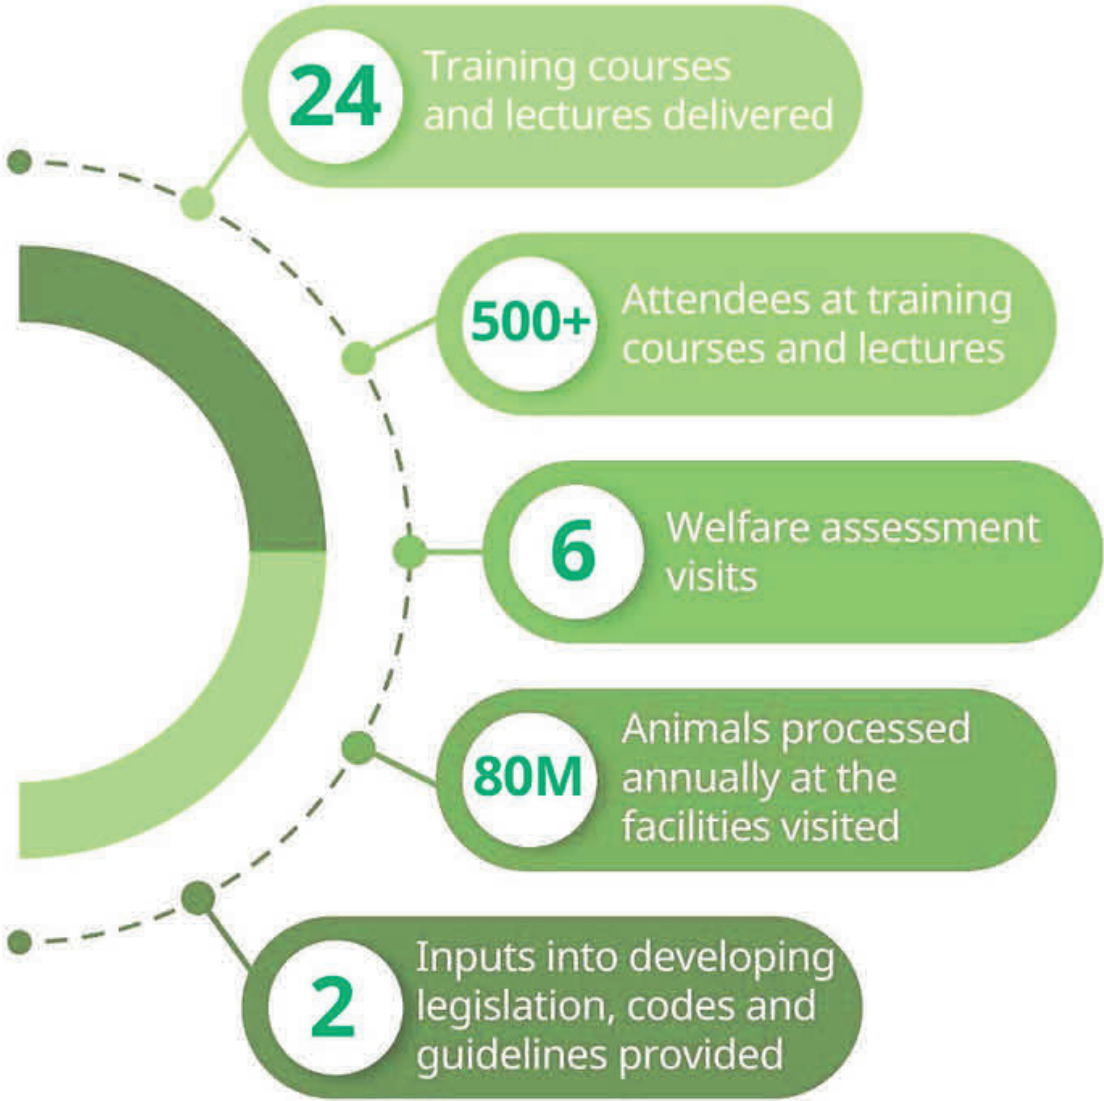 24
Training courses
and lectures delivered
500+
Attendees at training
courses and lectures
6
Welfare assessment
visits
80M
Animals processed
annually at the
facilities visited
2
Inputs into developing
legislation, codes and
guidelines provided